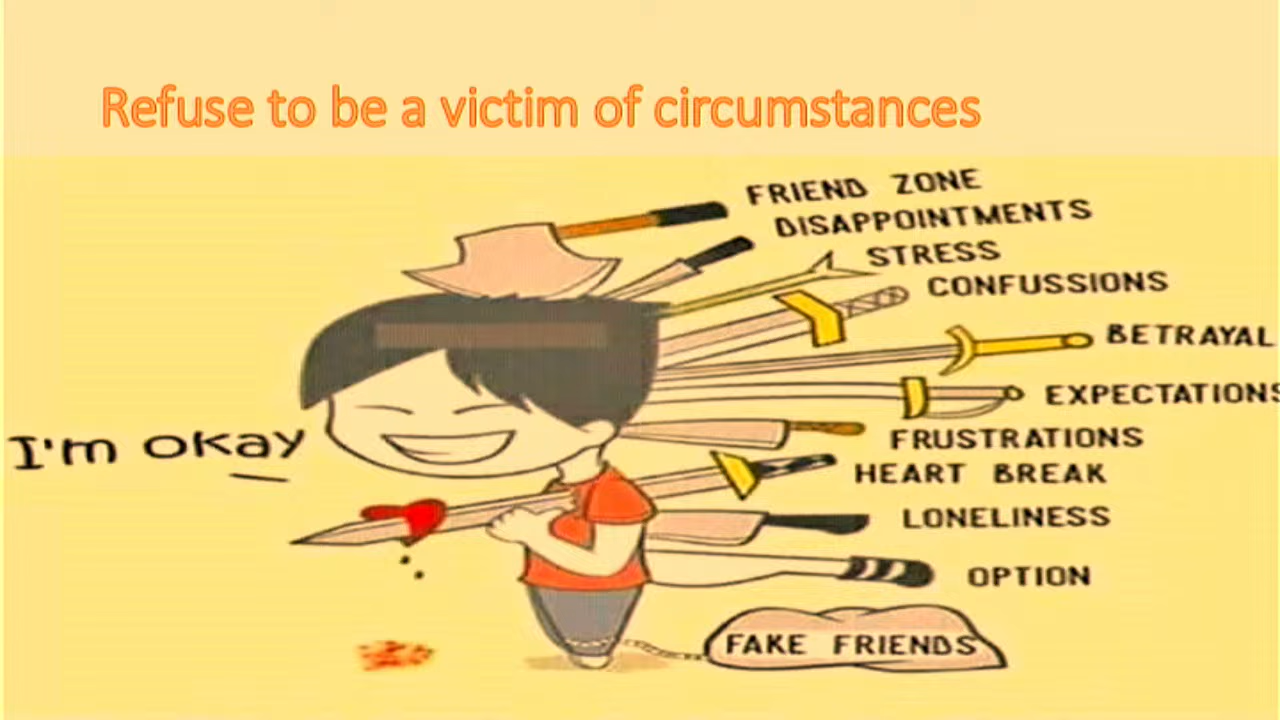 Refuse to be a victim of circumstances
FRIEND ZONE
DISAPPOINTMENTS
STRESS
CONFUSSIONS
BETRAYAL
EXPECTATIONS
I'm okay
FRUSTRATIONS
HEART BREAK
LONELINESS
OPTION
FAKE FRIENDS